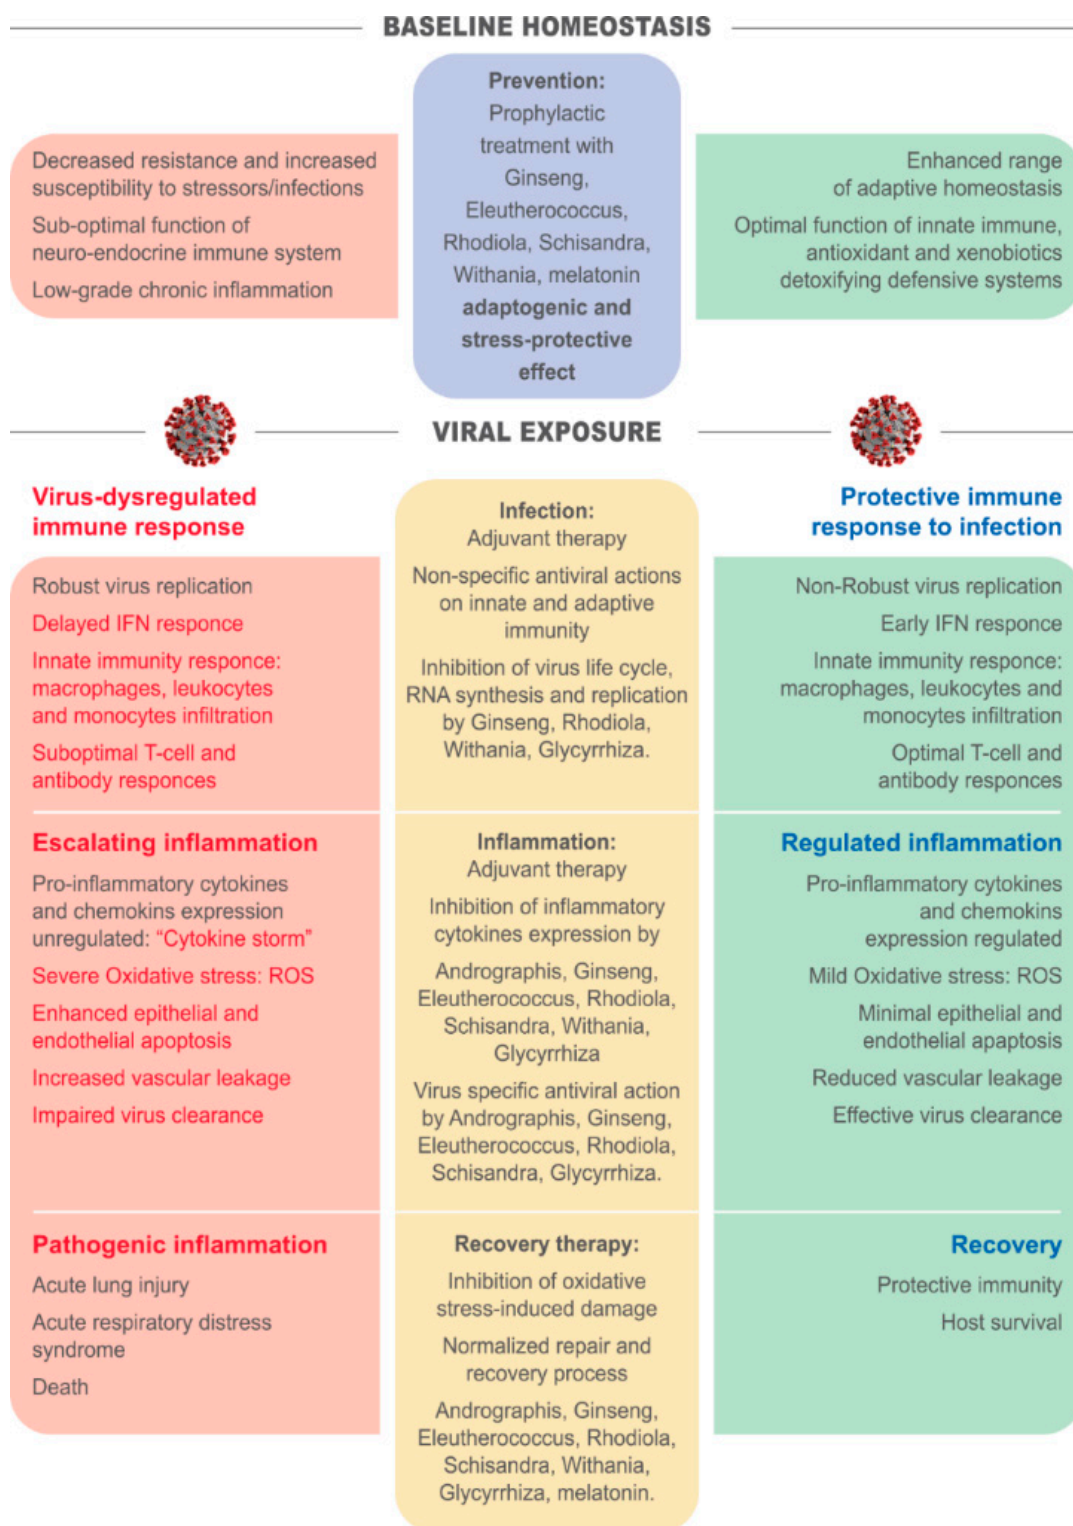 BASELINE HOMEOSTASIS
Prevention:
Prophylactic
treatment with
Ginseng,
Eleutherococcus,
Rhodiola, Schisandra,
Withania, melatonin
adaptogenic and
stress-protective
effect
Decreased resistance and increased
susceptibility to stressors/infections
Sub-optimal function of
neuro-endocrine immune system
Low-grade chronic inflammation
Enhanced range
of adaptive homeostasis
Optimal function of innate immune,
antioxidant and xenobiotics
detoxifying defensive systems
VIRAL EXPOSURE
Virus-dysregulated
immune response
Robust virus replication
Delayed IFN responce
Innate immunity responce:
macrophages, leukocytes
and monocytes infiltration
Suboptimal T-cell and
antibody responces
Infection:
Adjuvant therapy
Non-specific antiviral actions
on innate and adaptive
immunity
Inhibition of virus life cycle,
RNA synthesis and replication
by Ginseng, Rhodiola,
Withania, Glycyrrhiza.
Protective immune
response to infection
Non-Robust virus replication
Early IFN responce
Innate immunity responce:
macrophages, leukocytes and
monocytes infiltration
Optimal T-cell and
antibody responces
Escalating inflammation
Pro-inflammatory cytokines
and chemokins expression
unregulated: “Cytokine storm”
Severe Oxidative stress: ROS
Enhanced epithelial and
endothelial apoptosis
Increased vascular leakage
Impaired virus clearance
Inflammation:
Adjuvant therapy
Inhibition of inflammatory
cytokines expression by
Andrographis, Ginseng,
Eleutherococcus, Rhodiola,
Schisandra, Withania,
Glycyrrhiza
Virus specific antiviral action
by Andrographis, Ginseng,
Eleutherococcus, Rhodiola,
Schisandra, Glycyrrhiza.
Regulated inflammation
Pro-inflammatory cytokines
and chemokins
expression regulated
Mild Oxidative stress: ROS
Minimal epithelial and
endothelial apaptosis
Reduced vascular leakage
Effective virus clearance
Pathogenic inflammation
Acute lung injury
Acute respiratory distress
syndrome
Death
Recovery therapy:
Inhibition of oxidative
stress-induced damage
Normalized repair and
recovery process
Andrographis, Ginseng,
Eleutherococcus, Rhodiola,
Schisandra, Withania,
Glycyrrhiza, melatonin.
Recovery
Protective immunity
Host survival